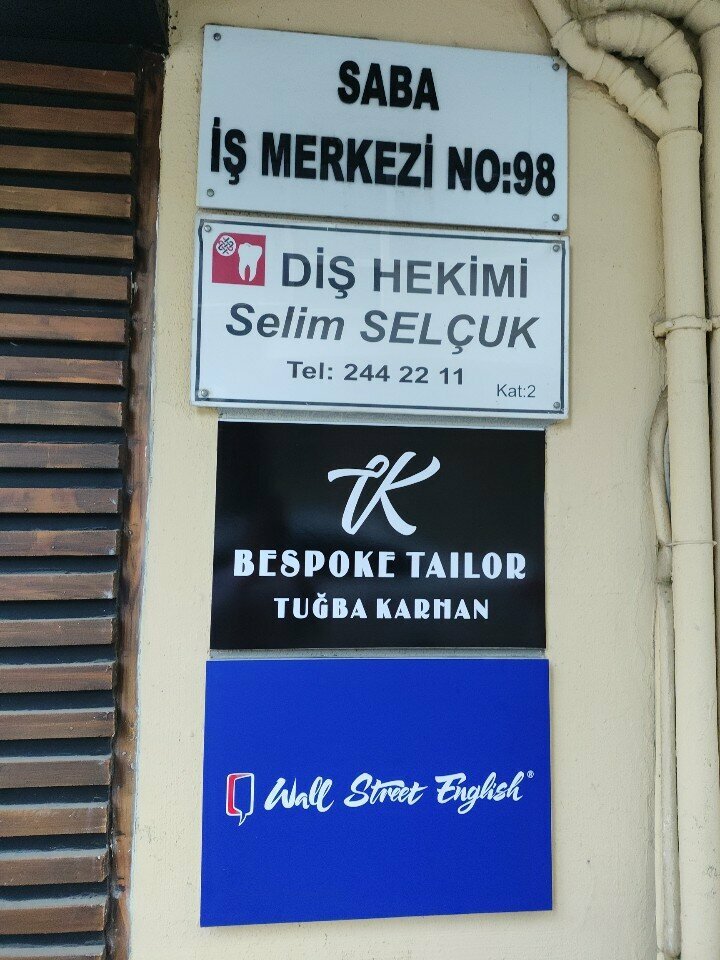 SABA
İŞ MERKEZİ NO:98
DİŞ HEKİMİ
Selim SELÇUK
Tel: 244 22 11
Kat:2
TK
BESPOKE TAILOR
TUĞBA KARHAN
Wall Street English®